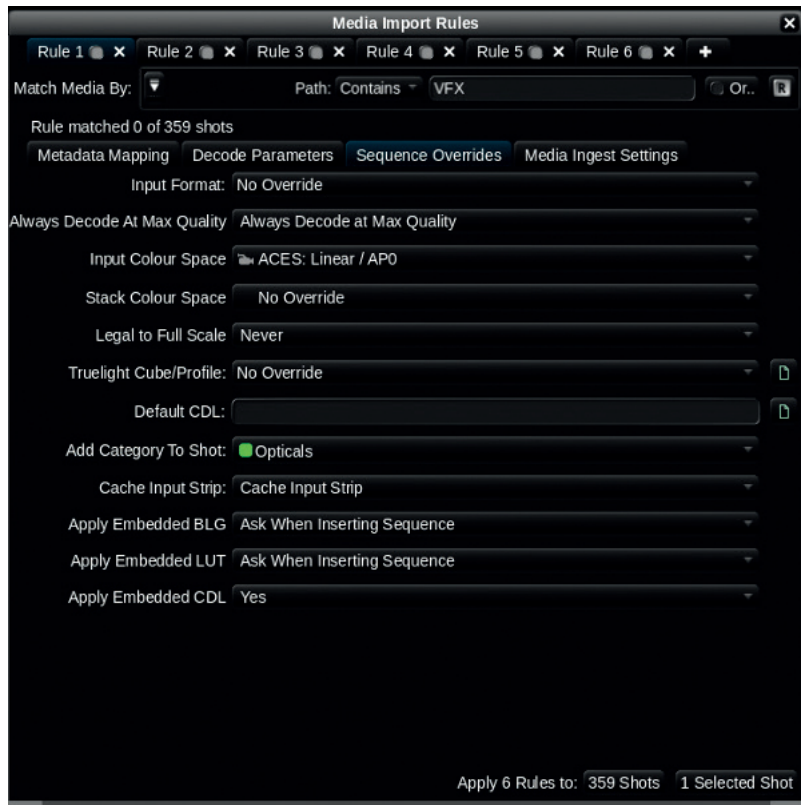 Media Import Rules
Rule 1 Rule 2 Rule 3 Rule 4 Rule 5 Rule 6 +
Match Media By: Path: Contains VFX Or.. R
Rule matched 0 of 359 shots
Metadata Mapping Decode Parameters Sequence Overrides Media Ingest Settings
Input Format: No Override
Always Decode At Max Quality Always Decode at Max Quality
Input Colour Space ACES: Linear / AP0
Stack Colour Space No Override
Legal to Full Scale Never
Truelight Cube/Profile: No Override
Default CDL:
Add Category To Shot: Opticals
Cache Input Strip: Cache Input Strip
Apply Embedded BLG Ask When Inserting Sequence
Apply Embedded LUT Ask When Inserting Sequence
Apply Embedded CDL Yes
Apply 6 Rules to: 359 Shots 1 Selected Shot